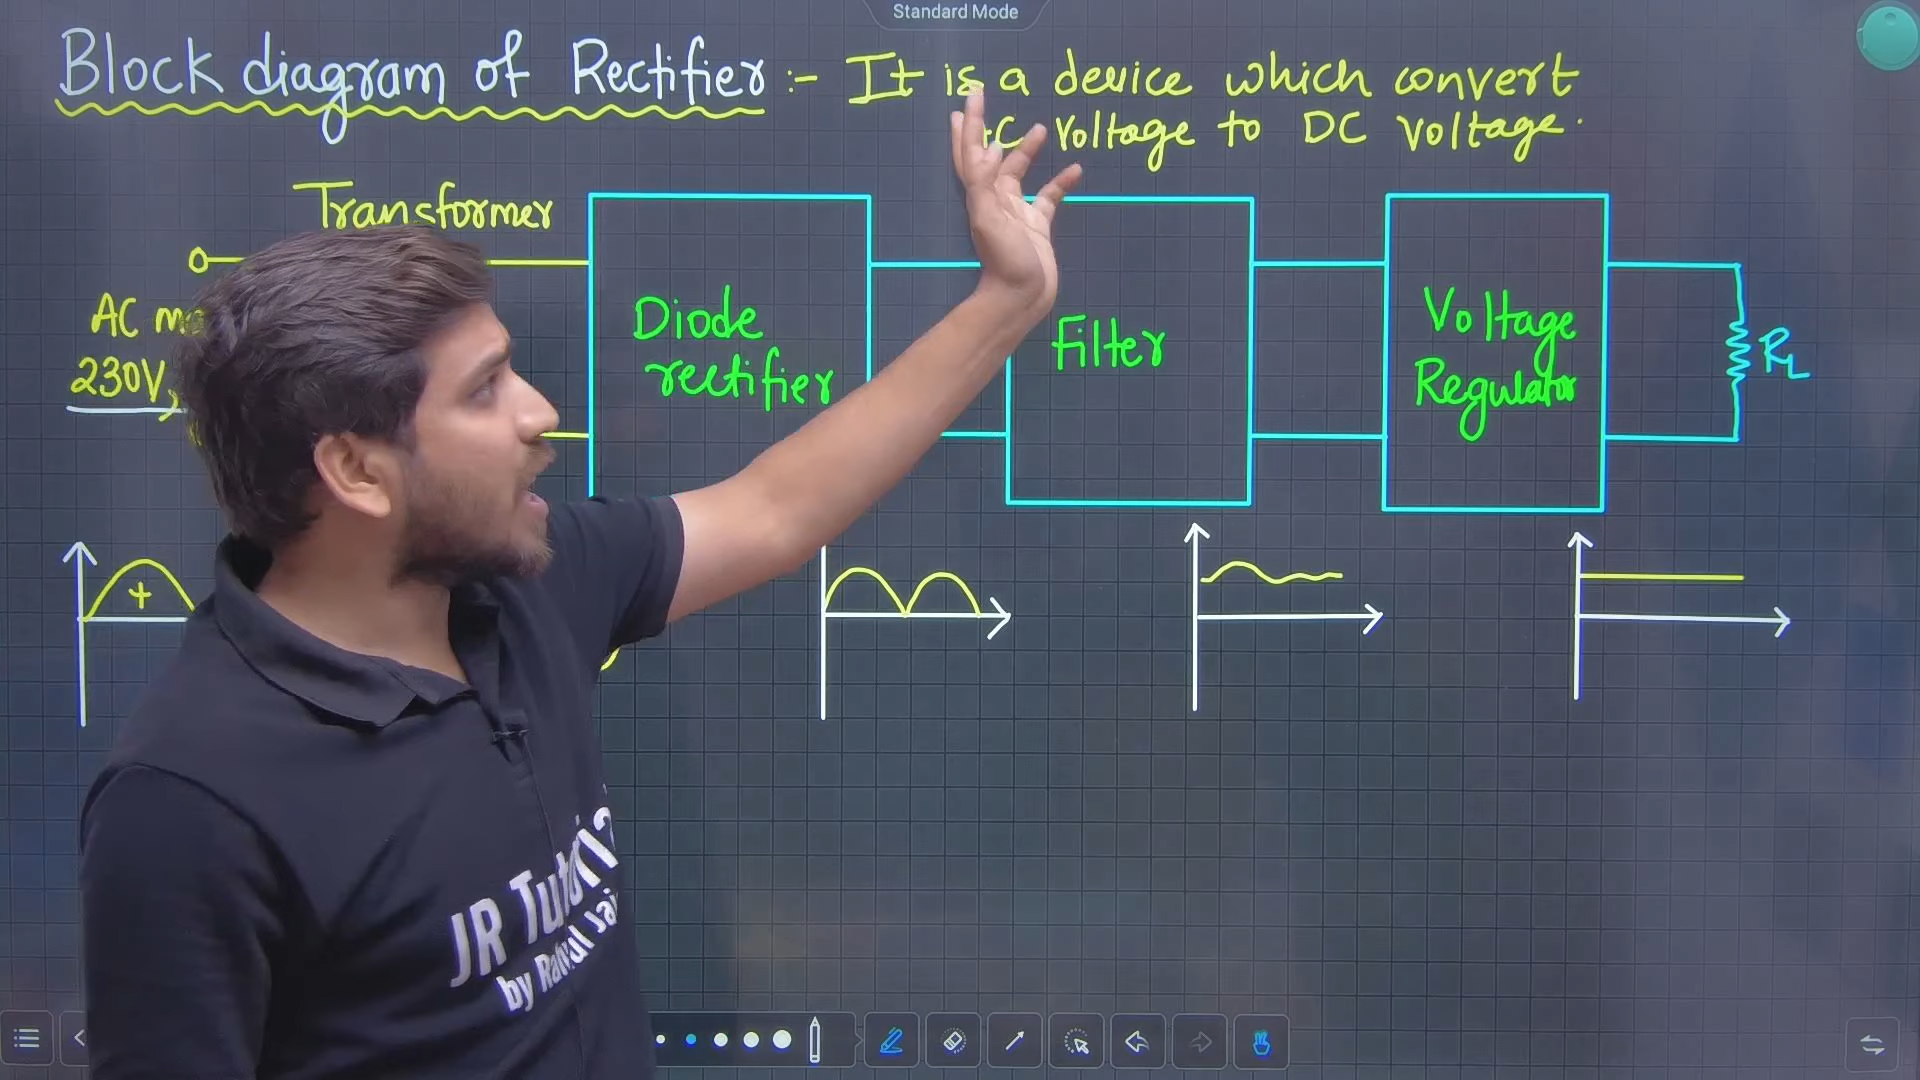 Standard Mode
Block diagram of Rectifier :- It is a device which convert
voltage to DC voltage.
Transformer
AC
230V,
Diode
rectifier
Filter
Voltage
Regulator
RL
+
JR
by